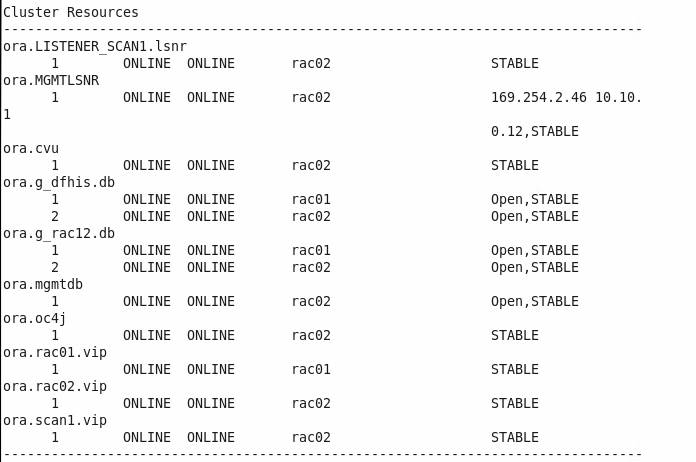 Cluster Resources
--------------------------------------------------------------------------------
ora.LISTENER_SCAN1.lsnr
      1        ONLINE  ONLINE       rac02                    STABLE
ora.MGMTLSNR
      1        ONLINE  ONLINE       rac02                    169.254.2.46 10.10.
1
                                                             0.12,STABLE
ora.cvu
      1        ONLINE  ONLINE       rac02                    STABLE
ora.g_dfhis.db
      1        ONLINE  ONLINE       rac01                    Open,STABLE
      2        ONLINE  ONLINE       rac02                    Open,STABLE
ora.g_rac12.db
      1        ONLINE  ONLINE       rac01                    Open,STABLE
      2        ONLINE  ONLINE       rac02                    Open,STABLE
ora.mgmtdb
      1        ONLINE  ONLINE       rac02                    Open,STABLE
ora.oc4j
      1        ONLINE  ONLINE       rac02                    STABLE
ora.rac01.vip
      1        ONLINE  ONLINE       rac01                    STABLE
ora.rac02.vip
      1        ONLINE  ONLINE       rac02                    STABLE
ora.scan1.vip
      1        ONLINE  ONLINE       rac02                    STABLE
--------------------------------------------------------------------------------